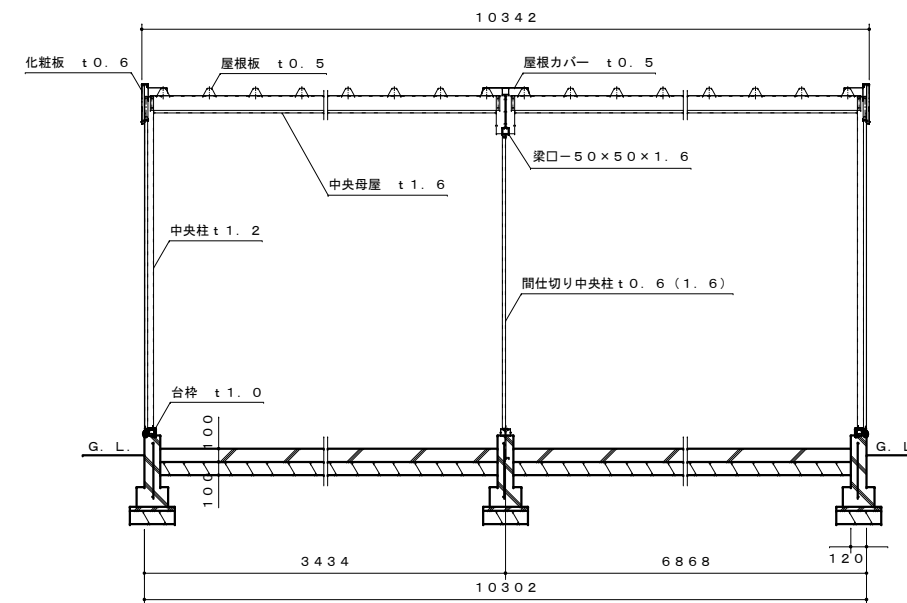 10342
化粧板 t0.6
屋根板 t0.5
屋根カバー t0.5
梁口－50×50×1.6
中央母屋 t1.6
中央柱t1.2
間仕切り中央柱t0.6(1.6)
台枠 t1.0
100
G.L.
G.L
100
3434
6868
120
10302